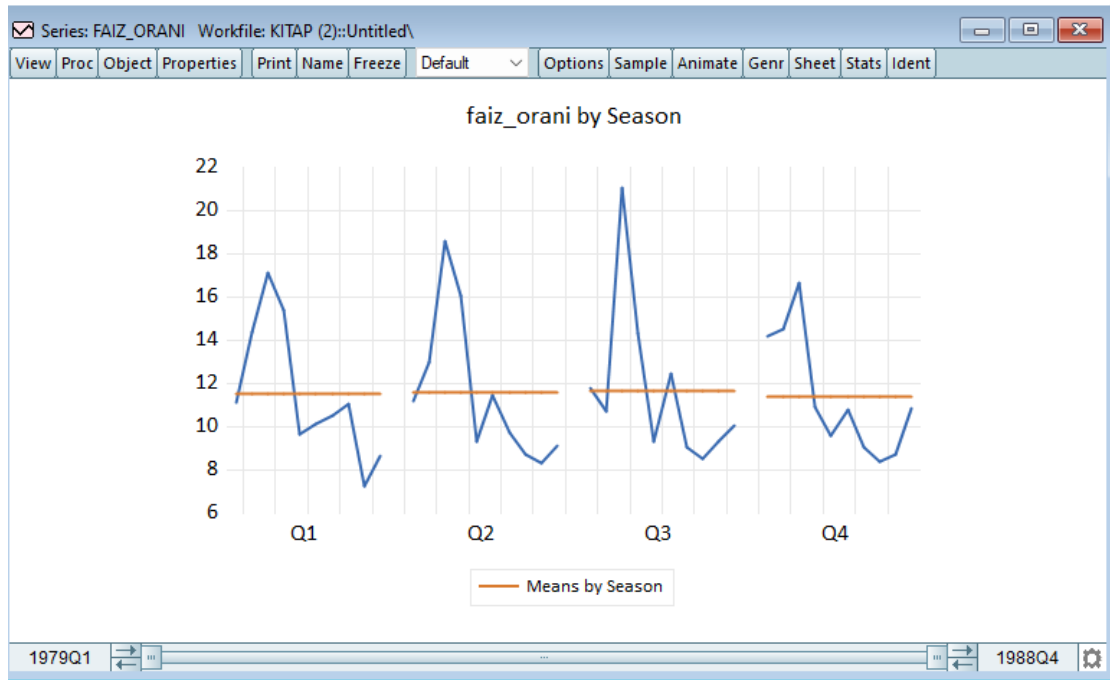 Series: FAIZ_ORANI Workfile: KITAP (2)::Untitled\
View Proc Object Properties Print Name Freeze Default Options Sample Animate Genr Sheet Stats Ident
faiz_orani by Season
22
20
18
16
14
12
10
8
6
Q1 Q2 Q3 Q4
Means by Season
1979Q1 1988Q4